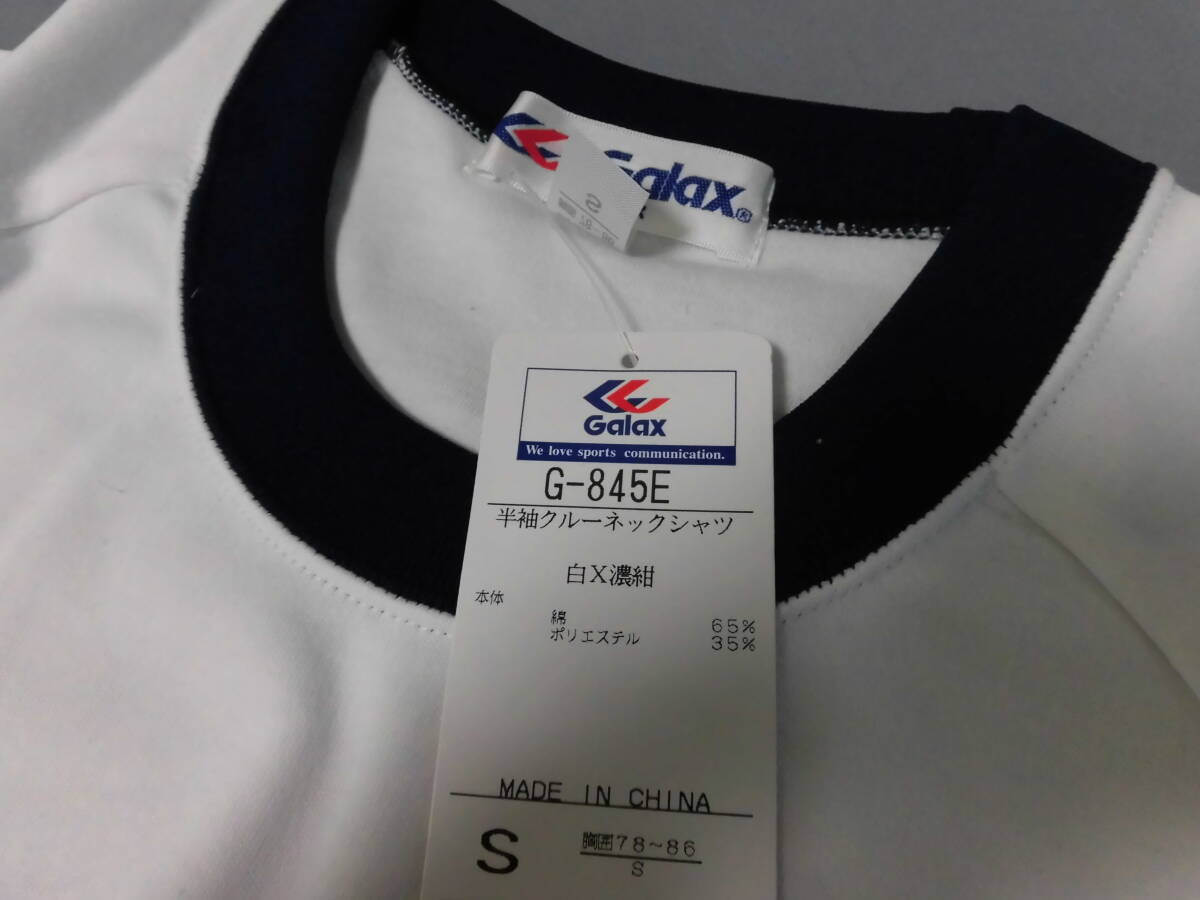 Galax
S
Galax
We love sports communication.
G-845E
半袖クルーネックシャツ
白X濃紺
本体
綿 65%
ポリエステル 35%
MADE IN CHINA
S
胸囲78~86
S